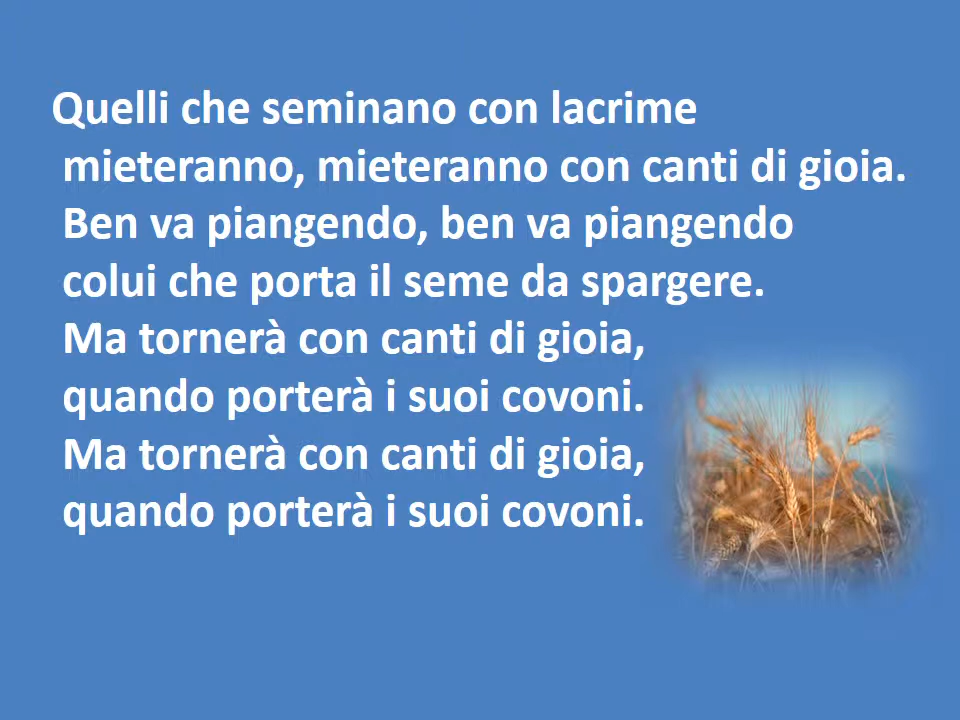 Quelli che seminano con lacrime
mieteranno, mieteranno con canti di gioia.
Ben va piangendo, ben va piangendo
colui che porta il seme da spargere.
Ma tornerà con canti di gioia,
quando porterà i suoi covoni.
Ma tornerà con canti di gioia,
quando porterà i suoi covoni.